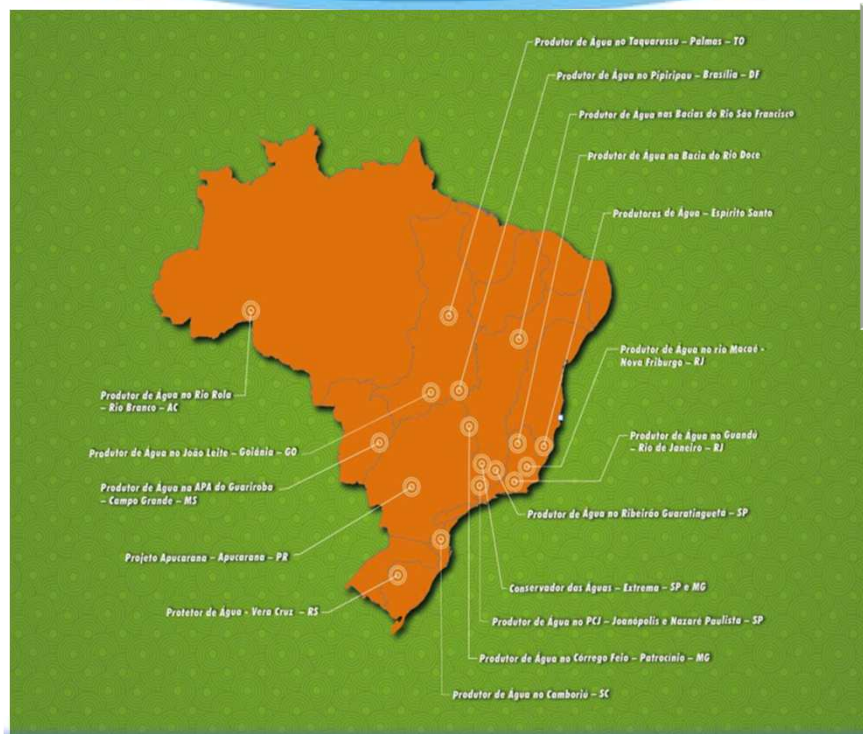 Produtor de Água no Taquarussu – Palmas – TO
Produtor de Água no Pipiripau – Brasília – DF
Produtor de Água nas Bacias do Rio São Francisco
Produtor de Água na Bacia do Rio Doce
Produtores de Água – Espírito Santo
Produtor de Água no rio Macaé -
Nova Friburgo – RJ
Produtor de Água no Rio Rola
– Rio Branco – AC
Produtor de Água no João Leite – Goiânia – GO
Produtor de Água no Guandú
– Rio de Janeiro – RJ
Produtor de Água na APA do Guariroba
– Campo Grande – MS
Produtor de Água no Ribeirão Guaratinguetá – SP
Projeto Apucarana – Apucarana – PR
Conservador das Águas – Extrema – SP e MG
Protetor de Água - Vera Cruz – RS
Produtor de Água no PCJ – Joanópolis e Nazaré Paulista – SP
Produtor de Água no Córrego Feio – Patrocínio – MG
Produtor de Água no Camboriú – SC